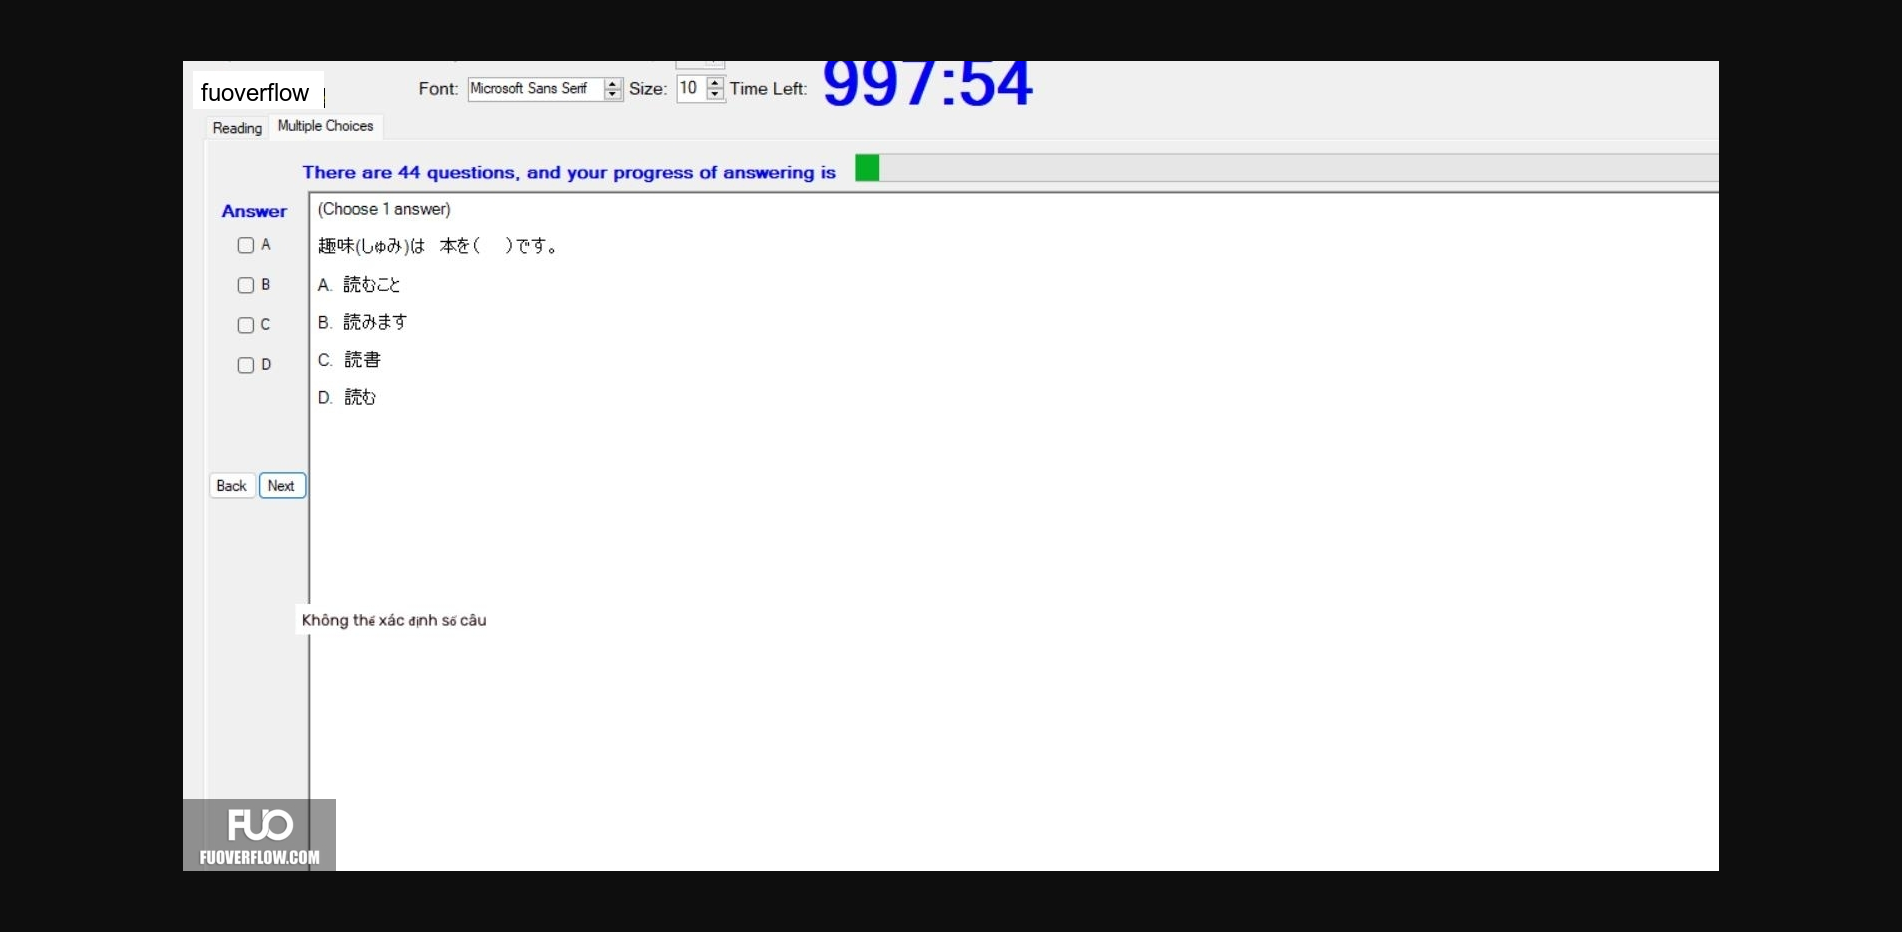 fuoverflow
Font: Microsoft Sans Serif Size: 10 Time Left: 997:54
Reading Multiple Choices
There are 44 questions, and your progress of answering is
Answer
(Choose 1 answer)
A
趣味(しゅみ)は 本を( )です。
B
A. 読むこと
C
B. 読みます
D
C. 読書
D. 読む
Back Next
Không thể xác định số câu
FUO
FUOVERFLOW.COM